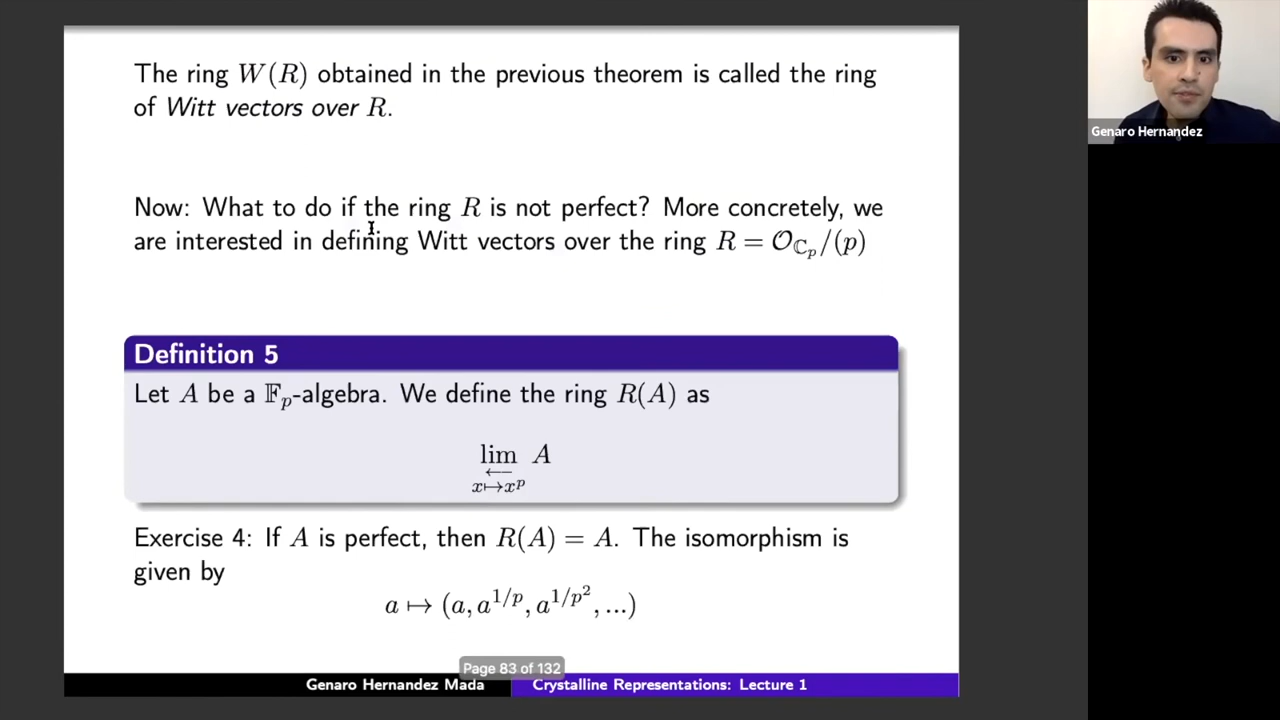 The ring W(R) obtained in the previous theorem is called the ring
of Witt vectors over R.
Genaro Hernandez
Now: What to do if the ring R is not perfect? More concretely, we
are interested in defining Witt vectors over the ring R = 𝒪_{ℂ_p}/(p)
Definition 5
Let A be a 𝔽_p-algebra. We define the ring R(A) as
lim A
←
x↦x^p
Exercise 4: If A is perfect, then R(A) = A. The isomorphism is
given by
a ↦ (a, a^{1/p}, a^{1/p^2}, ...)
Page 83 of 132
Genaro Hernandez Mada Crystalline Representations: Lecture 1